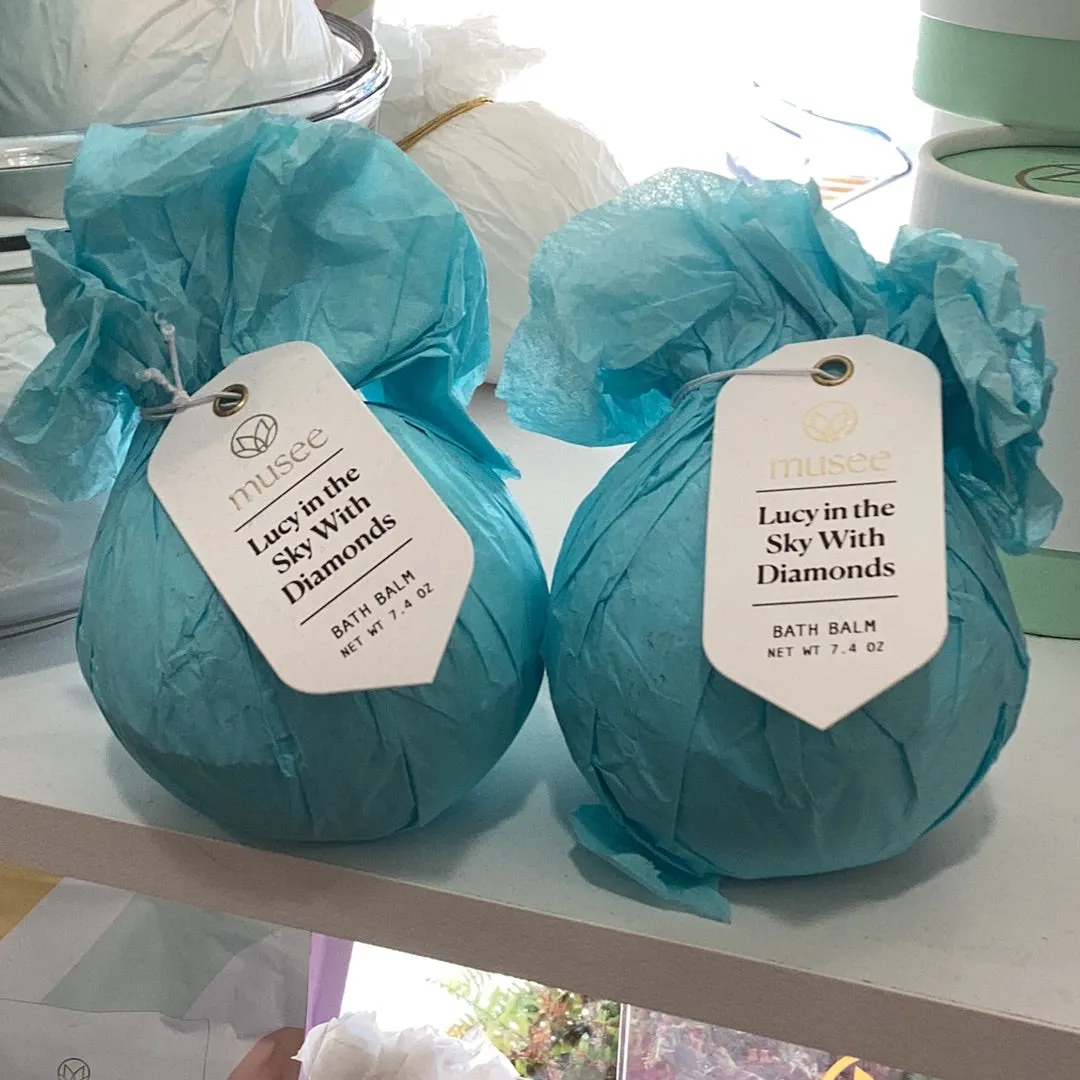 musee
Lucy in the
Sky With
Diamonds
BATH BALM
NET WT 7.4 OZ
musee
Lucy in the
Sky With
Diamonds
BATH BALM
NET WT 7.4 OZ